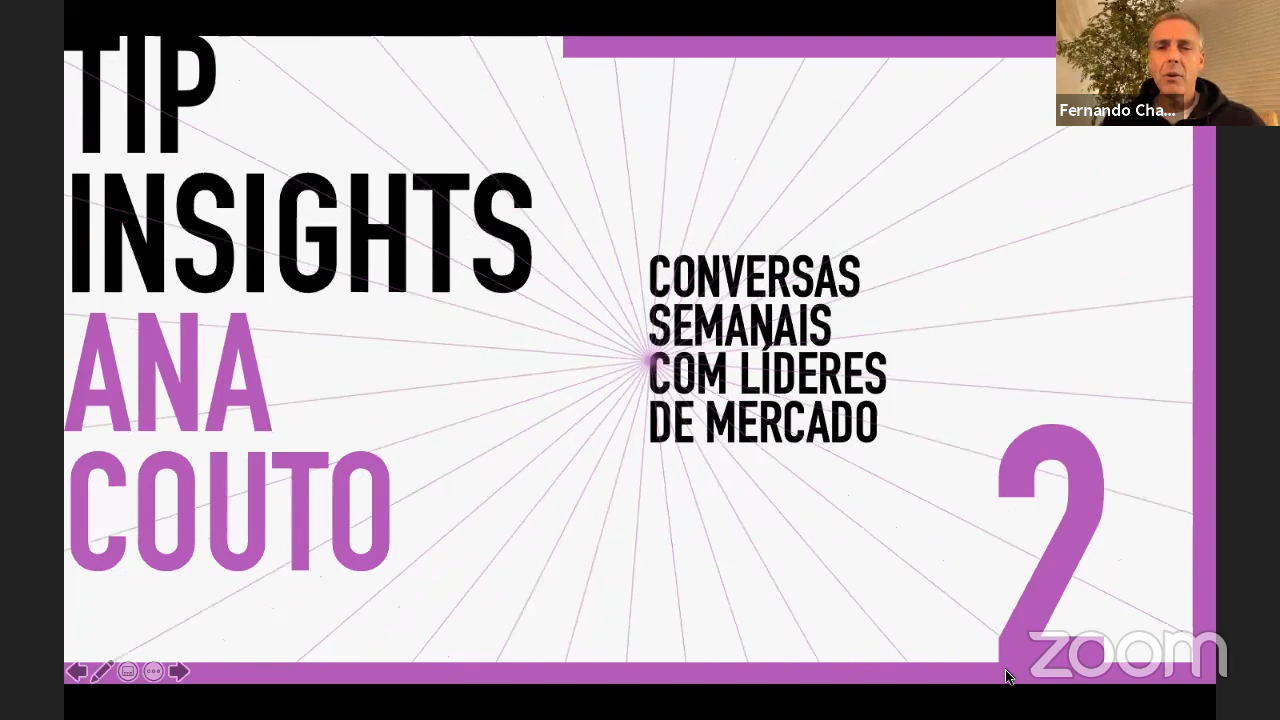 TIP
INSIGHTS
ANA
COUTO
CONVERSAS
SEMANAIS
COM LÍDERES
DE MERCADO
2
Fernando Cha...
zoom